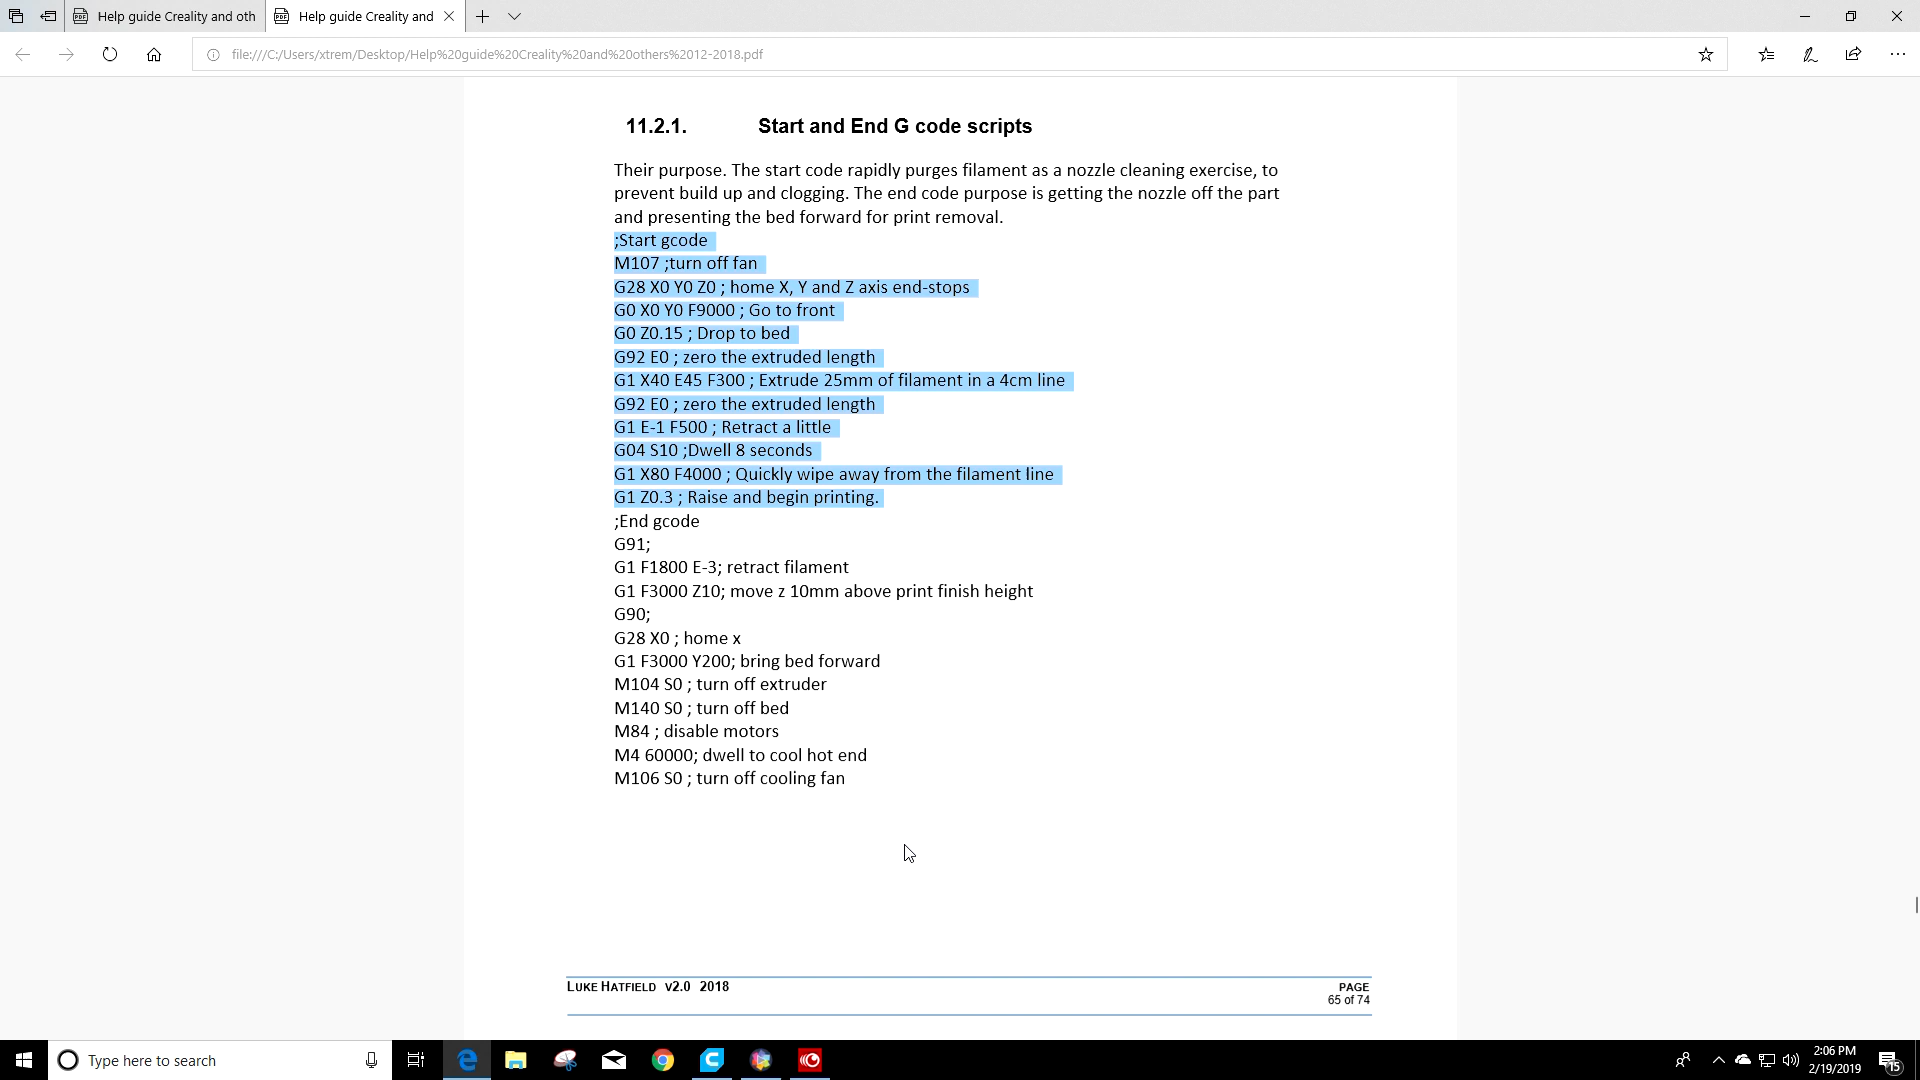 Help guide Creality and oth
Help guide Creality and
file:///C:/Users/xtrem/Desktop/Help%20guide%20Creality%20and%20others%2012-2018.pdf
11.2.1. Start and End G code scripts
Their purpose. The start code rapidly purges filament as a nozzle cleaning exercise, to
prevent build up and clogging. The end code purpose is getting the nozzle off the part
and presenting the bed forward for print removal.
;Start gcode
M107 ;turn off fan
G28 X0 Y0 Z0 ; home X, Y and Z axis end-stops
G0 X0 Y0 F9000 ; Go to front
G0 Z0.15 ; Drop to bed
G92 E0 ; zero the extruded length
G1 X40 E45 F300 ; Extrude 25mm of filament in a 4cm line
G92 E0 ; zero the extruded length
G1 E-1 F500 ; Retract a little
G04 S10 ;Dwell 8 seconds
G1 X80 F4000 ; Quickly wipe away from the filament line
G1 Z0.3 ; Raise and begin printing.
;End gcode
G91;
G1 F1800 E-3; retract filament
G1 F3000 Z10; move z 10mm above print finish height
G90;
G28 X0 ; home x
G1 F3000 Y200; bring bed forward
M104 S0 ; turn off extruder
M140 S0 ; turn off bed
M84 ; disable motors
M4 60000; dwell to cool hot end
M106 S0 ; turn off cooling fan
LUKE HATFIELD V2.0 2018
PAGE
65 of 74
Type here to search
2:06 PM
2/19/2019
15